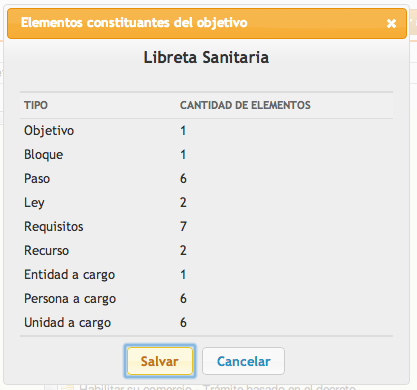 Elementos constituantes del objetivo ×
Libreta Sanitaria
TIPO CANTIDAD DE ELEMENTOS
Objetivo 1
Bloque 1
Paso 6
Ley 2
Requisitos 7
Recurso 2
Entidad a cargo 1
Persona a cargo 6
Unidad a cargo 6
Salvar Cancelar
Habilitar su comercio Trámite basado en el decreto